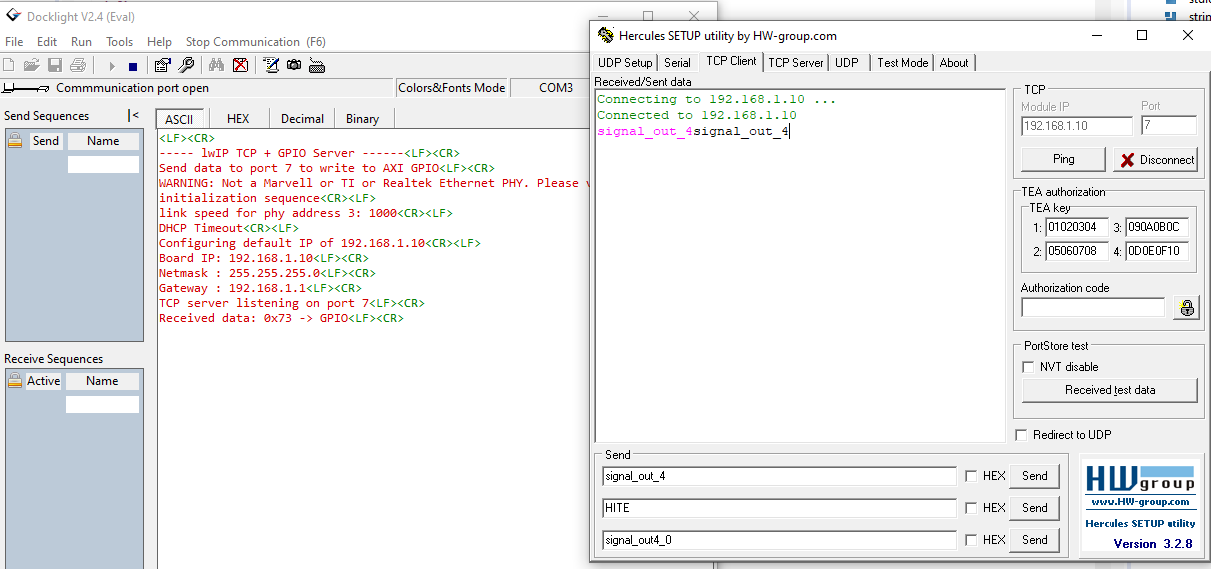 Docklight V2.4 (Eval)
File Edit Run Tools Help Stop Communication (F6)
Commmunication port open
Colors&Fonts Mode
COM3
Send Sequences
|<
Send Name
ASCII HEX Decimal Binary
<LF><CR>
----- lwIP TCP + GPIO Server ------<LF><CR>
Send data to port 7 to write to AXI GPIO<LF><CR>
WARNING: Not a Marvell or TI or Realtek Ethernet PHY. Please
initialization sequence<CR><LF>
link speed for phy address 3: 1000<CR><LF>
DHCP Timeout<CR><LF>
Configuring default IP of 192.168.1.10<CR><LF>
Board IP: 192.168.1.10<LF><CR>
Netmask : 255.255.255.0<LF><CR>
Gateway : 192.168.1.1<LF><CR>
TCP server listening on port 7<LF><CR>
Received data: 0x73 -> GPIO<LF><CR>
Receive Sequences
Active Name
Hercules SETUP utility by HW-group.com
UDP Setup Serial TCP Client TCP Server UDP Test Mode About
Received/Sent data
Connecting to 192.168.1.10 ...
Connected to 192.168.1.10
signal_out_4signal_out_4
TCP
Module IP Port
192.168.1.10 7
Ping Disconnect
TEA authorization
TEA key
1: 01020304 3: 090A0B0C
2: 05060708 4: 0D0E0F10
Authorization code
PortStore test
NVT disable
Received test data
Redirect to UDP
Send
signal_out_4 HEX Send
HITE HEX Send
signal_out4_0 HEX Send
HWgroup
www.HW-group.com
Hercules SETUP utility
Version 3.2.8